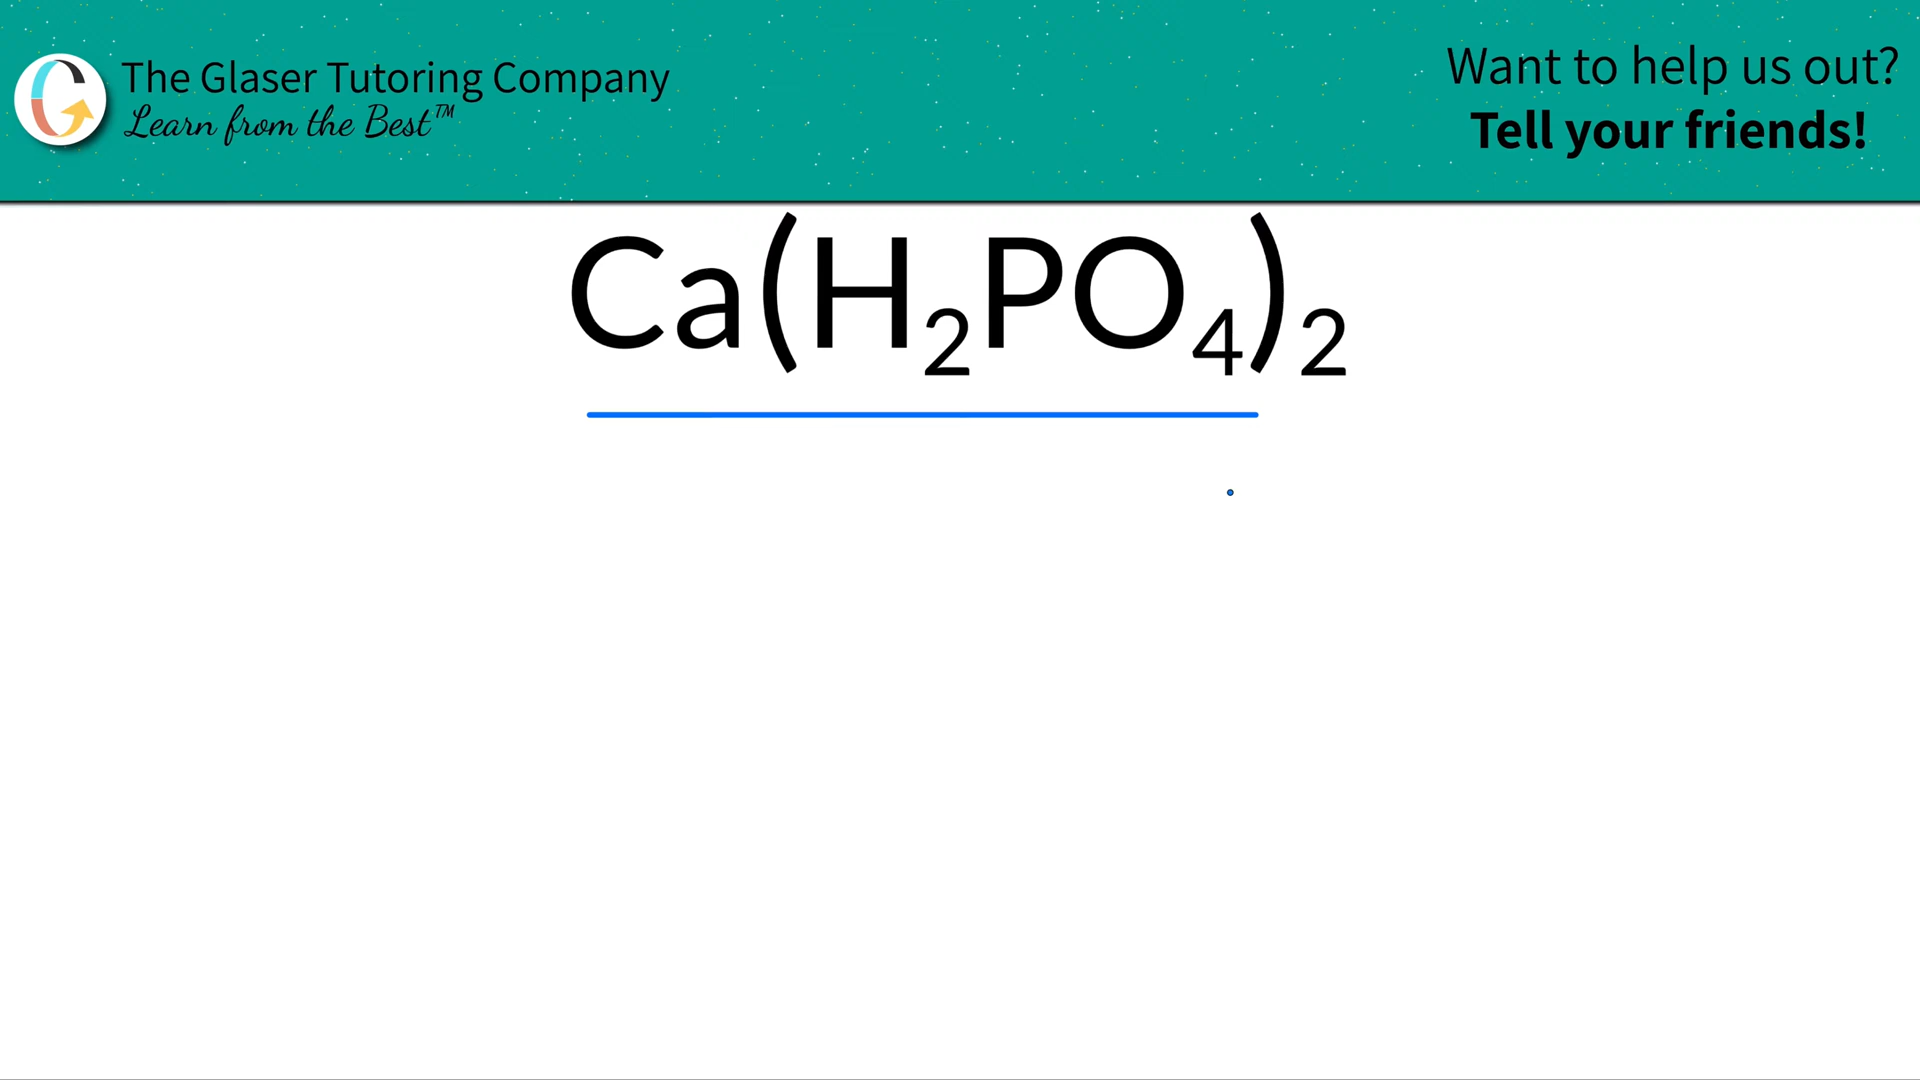 The Glaser Tutoring Company
Learn from the Best™
Want to help us out?
Tell your friends!
Ca(H₂PO₄)₂